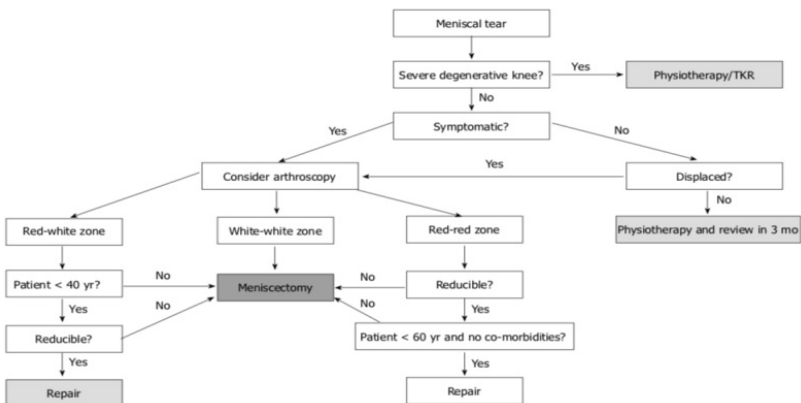 Meniscal tear
Severe degenerative knee?
Yes
Physiotherapy/TKR
No
Symptomatic?
Yes
No
Consider arthroscopy
Yes
Displaced?
No
Red-white zone
White-white zone
Red-red zone
Physiotherapy and review in 3 mo
Patient < 40 yr?
No
Meniscectomy
No
Reducible?
Yes
No
No
Yes
Reducible?
Patient < 60 yr and no co-morbidities?
Yes
Yes
Repair
Repair